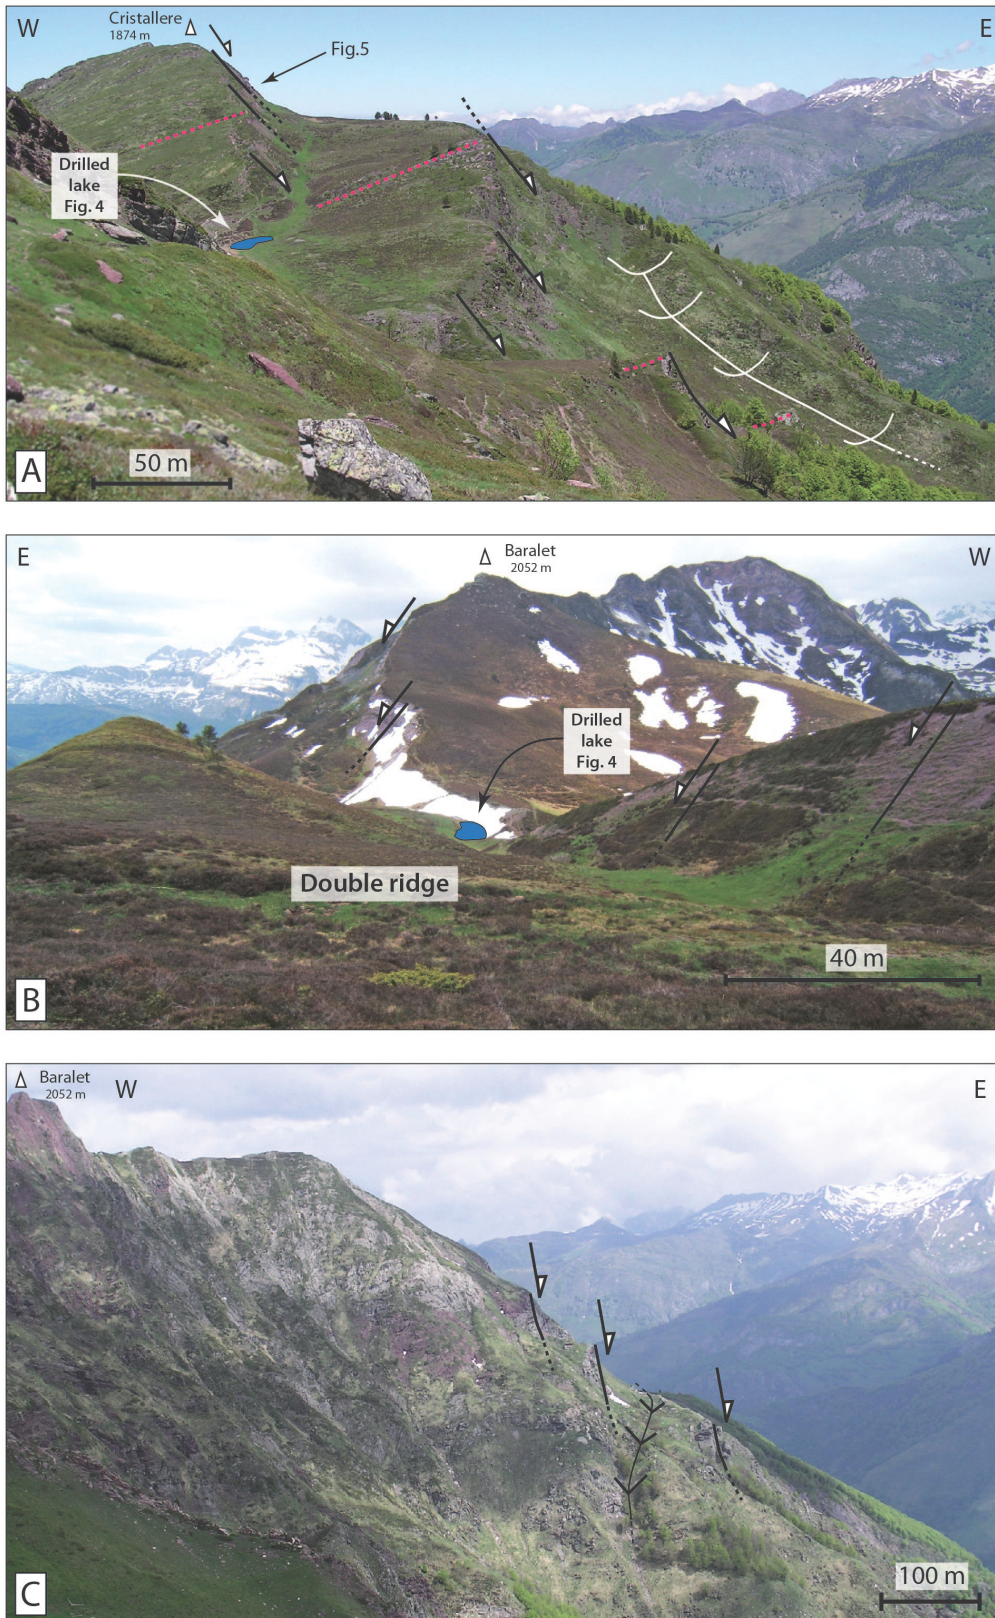 W
Cristallere
1874 m
E
Fig.5
Drilled
lake
Fig. 4
50 m
A
E
Baralet
2052 m
W
Drilled
lake
Fig. 4
Double ridge
40 m
B
Baralet
2052 m
W
E
100 m
C